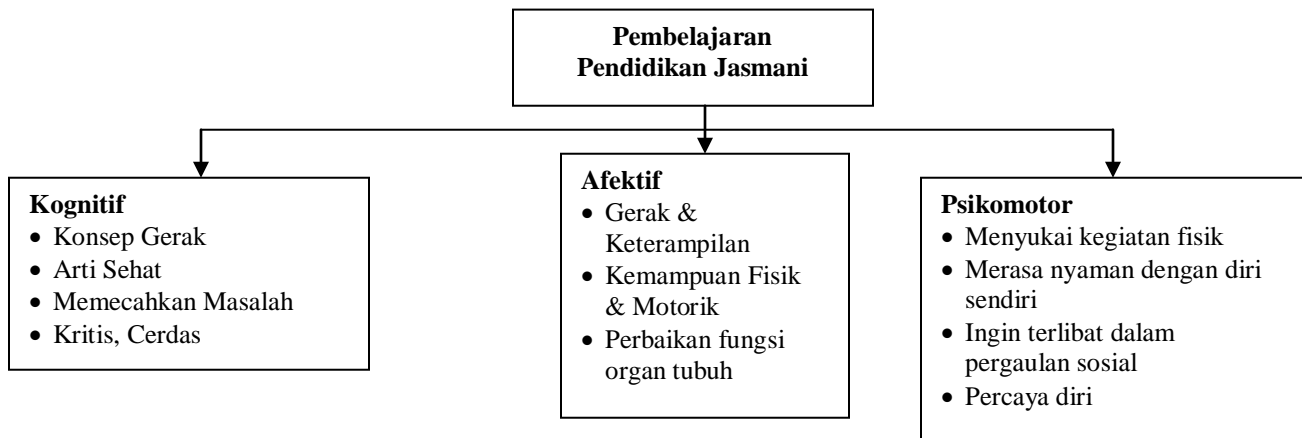 Pembelajaran
Pendidikan Jasmani
Kognitif
• Konsep Gerak
• Arti Sehat
• Memecahkan Masalah
• Kritis, Cerdas
Afektif
• Gerak &
Keterampilan
• Kemampuan Fisik
& Motorik
• Perbaikan fungsi
organ tubuh
Psikomotor
• Menyukai kegiatan fisik
• Merasa nyaman dengan diri
sendiri
• Ingin terlibat dalam
pergaulan sosial
• Percaya diri